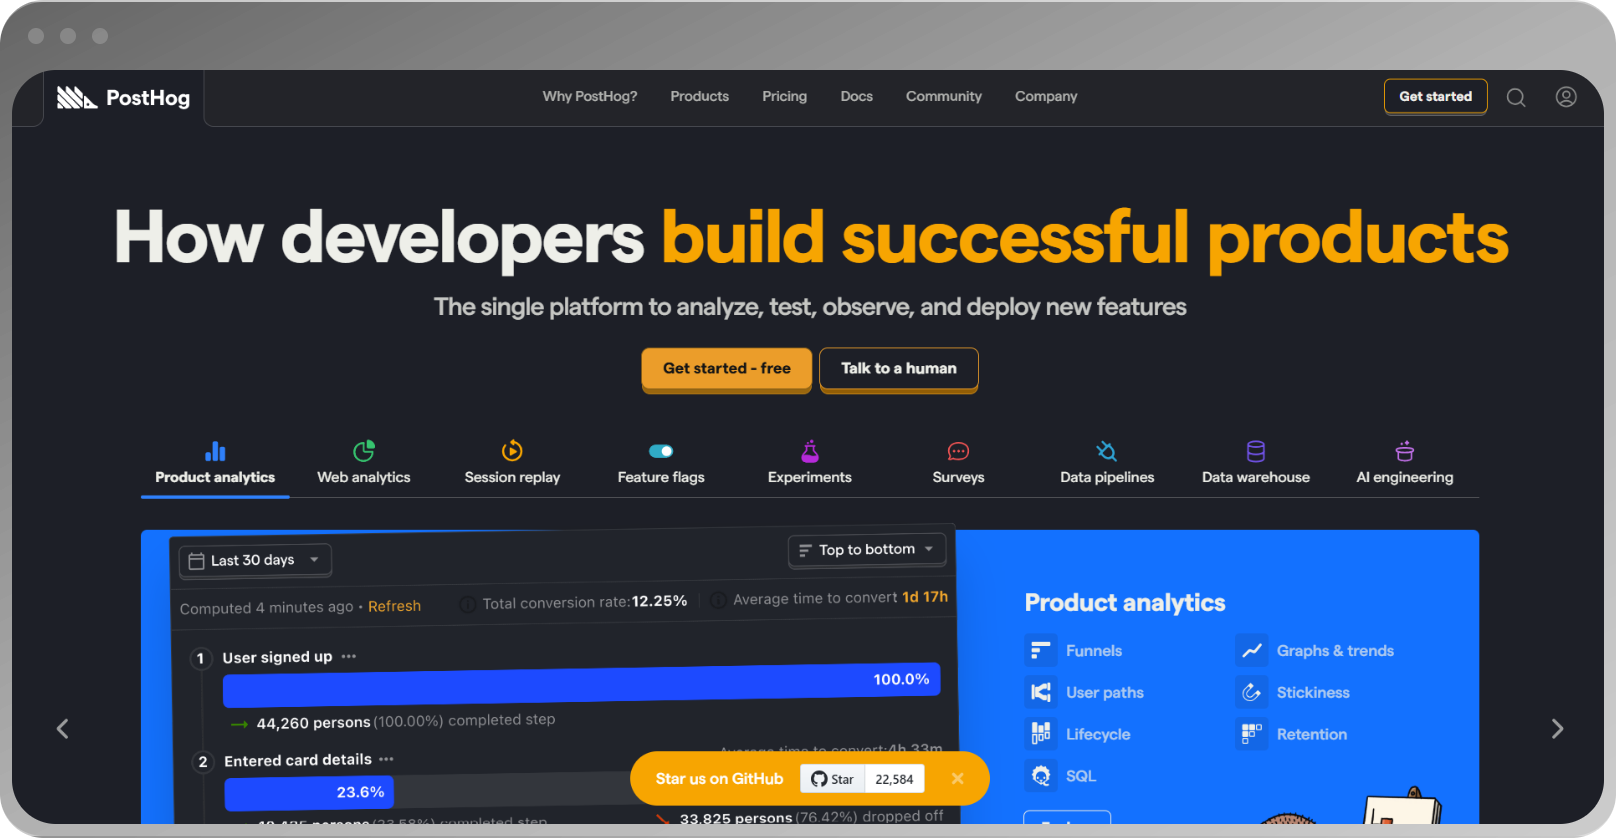 PostHog
Why PostHog? Products Pricing Docs Community Company
Get started
How developers build successful products
The single platform to analyze, test, observe, and deploy new features
Get started - free
Talk to a human
Product analytics
Web analytics
Session replay
Feature flags
Experiments
Surveys
Data pipelines
Data warehouse
AI engineering
Last 30 days
Top to bottom
Computed 4 minutes ago • Refresh
Total conversion rate: 12.25%
Average time to convert 1d 17h
1 User signed up •••
100.0%
→ 44,260 persons (100.00%) completed step
2 Entered card details •••
Average time to convert: 4h 33m
23.6%
(23.58%) completed step
33,825 persons (76.42%) dropped off
Product analytics
Funnels
Graphs & trends
User paths
Stickiness
Lifecycle
Retention
SQL
Star us on GitHub
Star
22,584
×